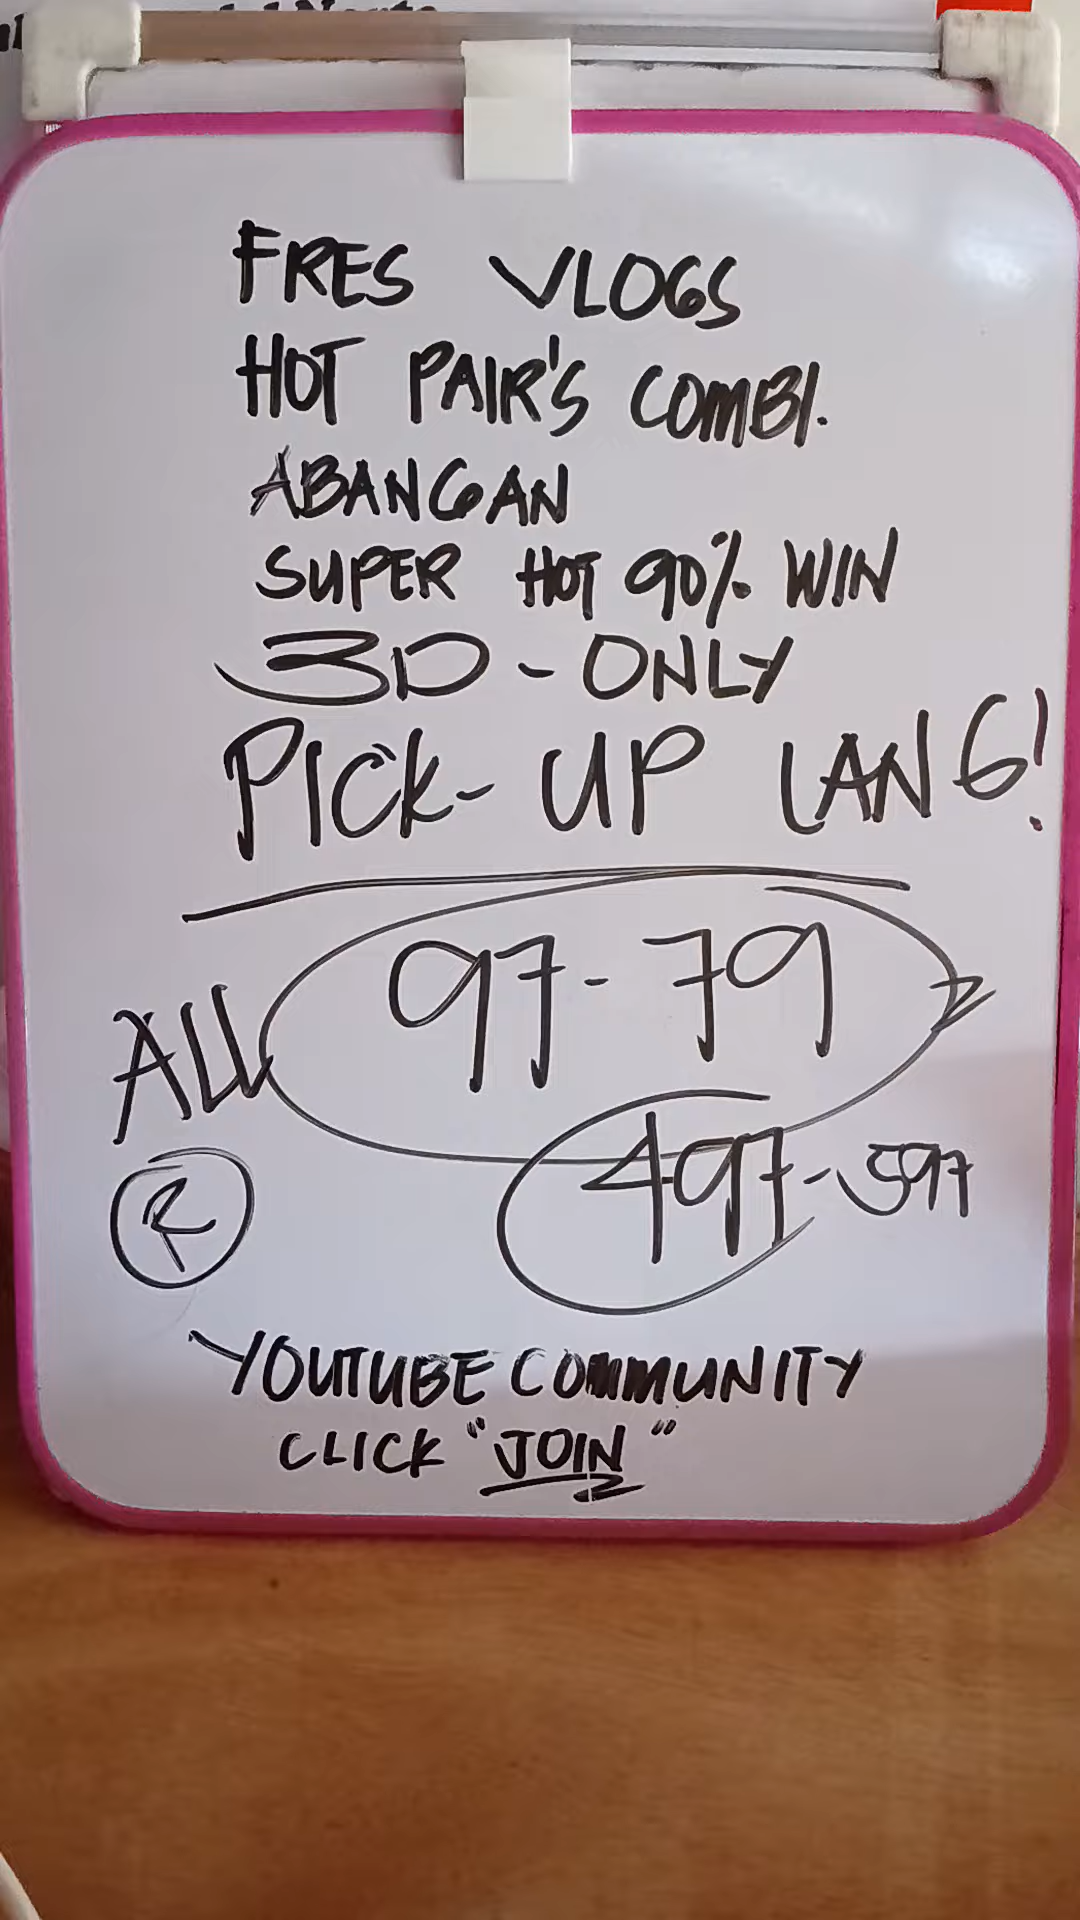 FRES VLOGS
HOT PAIR'S COMBI.
ABANGAN
SUPER HOT 90% WIN
3D - ONLY
PICK-UP LANG!
97 - 79
ALL
497 - 597
R
YOUTUBE COMMUNITY
CLICK "JOIN"